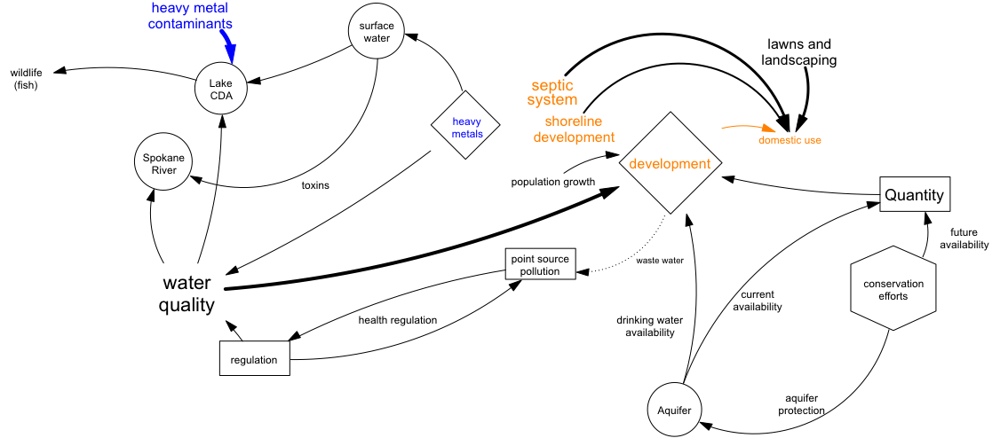 heavy metal
contaminants
surface
water
wildlife
(fish)
Lake
CDA
lawns and
landscaping
septic
system
heavy
metals
shoreline
development
domestic use
Spokane
River
toxins
development
population growth
Quantity
future
availability
point source
pollution
waste water
water
quality
conservation
efforts
current
availability
health regulation
drinking water
availability
regulation
Aquifer
aquifer
protection